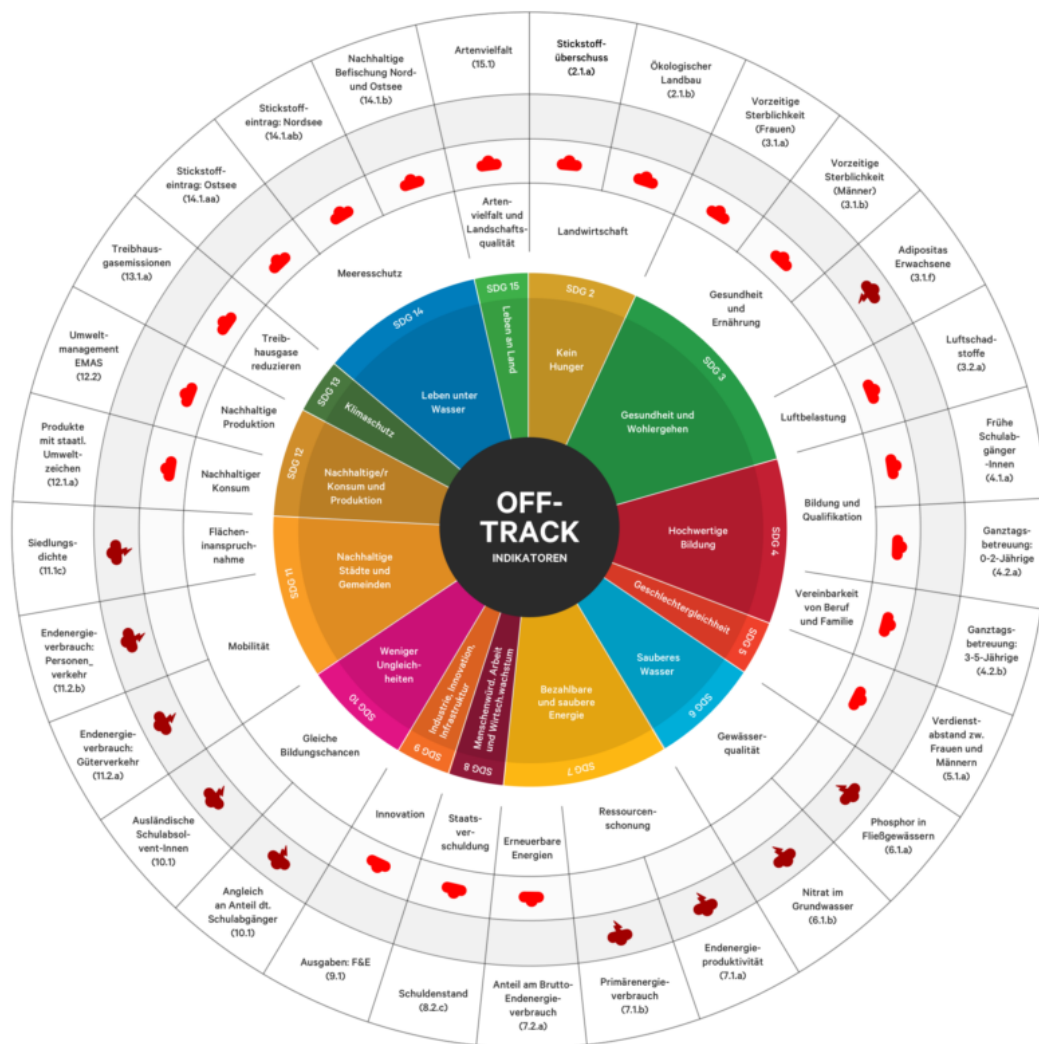 OFF-
TRACK
INDIKATOREN
Stickstoff-
überschuss
(2.1.a)
Ökologischer
Landbau
(2.1.b)
Vorzeitige
Sterblichkeit
(Frauen)
(3.1.a)
Vorzeitige
Sterblichkeit
(Männer)
(3.1.b)
Adipositas
Erwachsene
(3.1.f)
Luftschad-
stoffe
(3.2.a)
Frühe
Schulab-
gänger
-Innen
(4.1.a)
Ganztags-
betreuung:
0-2-Jährige
(4.2.a)
Ganztags-
betreuung:
3-5-Jährige
(4.2.b)
Verdienst-
abstand zw.
Frauen und
Männern
(5.1.a)
Phosphor in
Fließgewässern
(6.1.a)
Nitrat im
Grundwasser
(6.1.b)
Endenergie-
produktivität
(7.1.a)
Primärenergie-
verbrauch
(7.1.b)
Anteil am Brutto-
Endenergie-
verbrauch
(7.2.a)
Schuldenstand
(8.2.c)
Ausgaben: F&E
(9.1)
Angleich
an Anteil dt.
Schulabgänger
(10.1)
Ausländische
Schulabsol-
vent-Innen
(10.1)
Endenergie-
verbrauch:
Güterverkehr
(11.2.a)
Endenergie-
verbrauch:
Personen_
verkehr
(11.2.b)
Siedlungs-
dichte
(11.1c)
Produkte
mit staatl.
Umwelt-
zeichen
(12.1.a)
Umwelt-
management
EMAS
(12.2)
Treibhaus-
gasemissionen
(13.1.a)
Stickstoff-
eintrag: Ostsee
(14.1.aa)
Stickstoff-
eintrag: Nordsee
(14.1.ab)
Nachhaltige
Befischung Nord-
und Ostsee
(14.1.b)
Artenvielfalt
(15.1)
Landwirtschaft
Gesundheit
und
Ernährung
Luftbelastung
Bildung und
Qualifikation
Vereinbarkeit
von Beruf
und Familie
Gewässer-
qualität
Ressourcen-
schonung
Erneuerbare
Energien
Staats-
ver-
schuldung
Innovation
Gleiche
Bildungschancen
Mobilität
Flächen-
inanspruch-
nahme
Nachhaltiger
Konsum
Nachhaltige
Produktion
Treib-
hausgase
reduzieren
Meeresschutz
Arten-
vielfalt und
Landschafts-
qualität
SDG 2
Kein
Hunger
SDG 3
Gesundheit und
Wohlergehen
SDG 4
Hochwertige
Bildung
SDG 5
Geschlechtergleichheit
SDG 6
Sauberes
Wasser
SDG 7
Bezahlbare
und saubere
Energie
SDG 8
Menschenwürd. Arbeit
und Wirtsch.wachstum
SDG 9
Industrie, Innovation,
Infrastruktur
SDG 10
Weniger
Ungleich-
heiten
SDG 11
Nachhaltige
Städte und
Gemeinden
SDG 12
Nachhaltige/r
Konsum und
Produktion
SDG 13
Klimaschutz
SDG 14
Leben unter
Wasser
SDG 15
Leben an Land